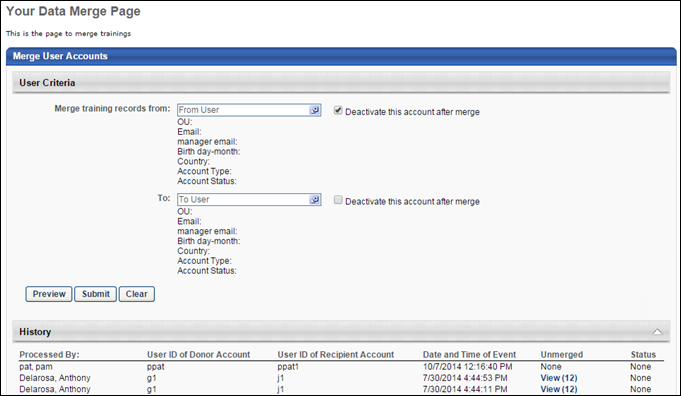 Your Data Merge Page
This is the page to merge trainings
Merge User Accounts
User Criteria
Merge training records from: From User Deactivate this account after merge
OU:
Email:
manager email:
Birth day-month:
Country:
Account Type:
Account Status:
To: To User Deactivate this account after merge
OU:
Email:
manager email:
Birth day-month:
Country:
Account Type:
Account Status:
Preview Submit Clear
History
Processed By: User ID of Donor Account User ID of Recipient Account Date and Time of Event Unmerged Status
pat, pam ppat ppat1 10/7/2014 12:16:40 PM None None
Delarosa, Anthony g1 j1 7/30/2014 4:44:53 PM View (12) None
Delarosa, Anthony g1 j1 7/30/2014 4:44:11 PM View (12) None